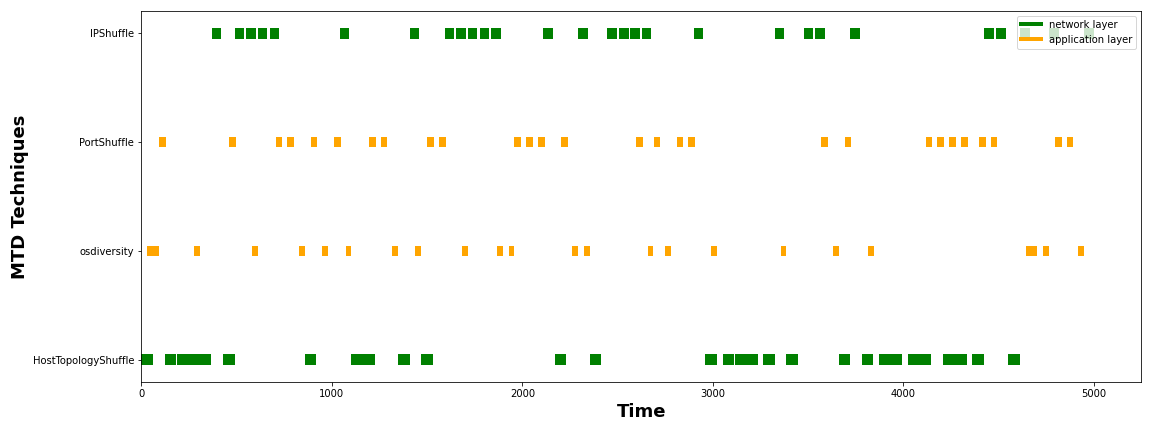 IPShuffle
PortShuffle
osdiversity
HostTopologyShuffle
MTD Techniques
network layer
application layer
0
1000
2000
3000
4000
5000
Time